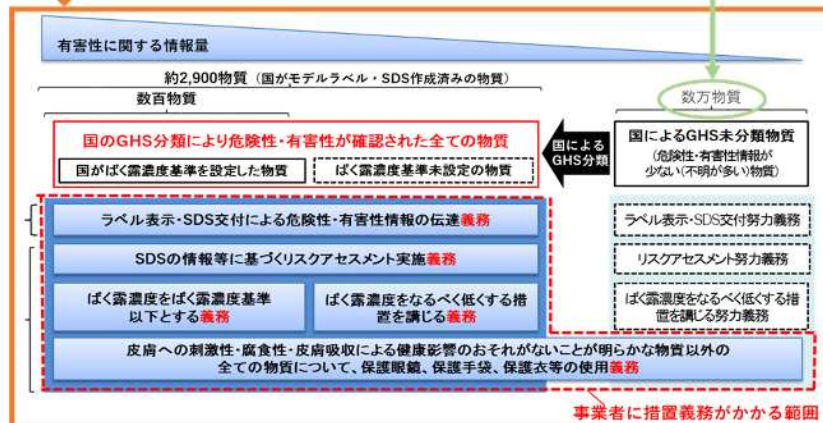 有害性に関する情報量
約2,900物質（国がモデルラベル・SDS作成済みの物質）
数百物質
数万物質
国のGHS分類により危険性・有害性が確認された全ての物質
国がばく露濃度基準を設定した物質
ばく露濃度基準未設定の物質
国による
GHS分類
国によるGHS未分類物質
（危険性・有害性情報が
少ない（不明が多い）物質）
ラベル表示・SDS交付による危険性・有害性情報の伝達義務
ラベル表示・SDS交付努力義務
SDSの情報等に基づくリスクアセスメント実施義務
リスクアセスメント努力義務
ばく露濃度をばく露濃度基準
以下とする義務
ばく露濃度をなるべく低くする措
置を講じる義務
ばく露濃度をなるべく低くする措
置を講じる努力義務
皮膚への刺激性・腐食性・皮膚吸収による健康影響のおそれがないことが明らかな物質以外の
全ての物質について、保護眼鏡、保護手袋、保護衣等の使用義務
事業者に措置義務がかかる範囲